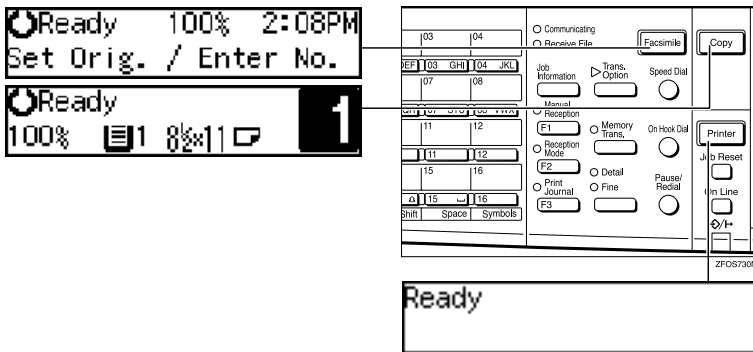 Ready 100% 2:08PM
Set Orig. / Enter No.
Ready
100% 1 8½×11 1
Communicating
Receive File
Facsimile
Copy
03 04
DEF 03 GHI 04 JKL
Job Information
Trans. Option
Speed Dial
07 08
Manual Reception
F1
Memory Trans.
On Hook Dial
Printer
11 12
11 12
Reception Mode
F2
Job Reset
15 16
Detail
Print Journal
Fine
Pause/Redial
On Line
15 16
F3
Shift Space Symbols
ZFOS730N
Ready